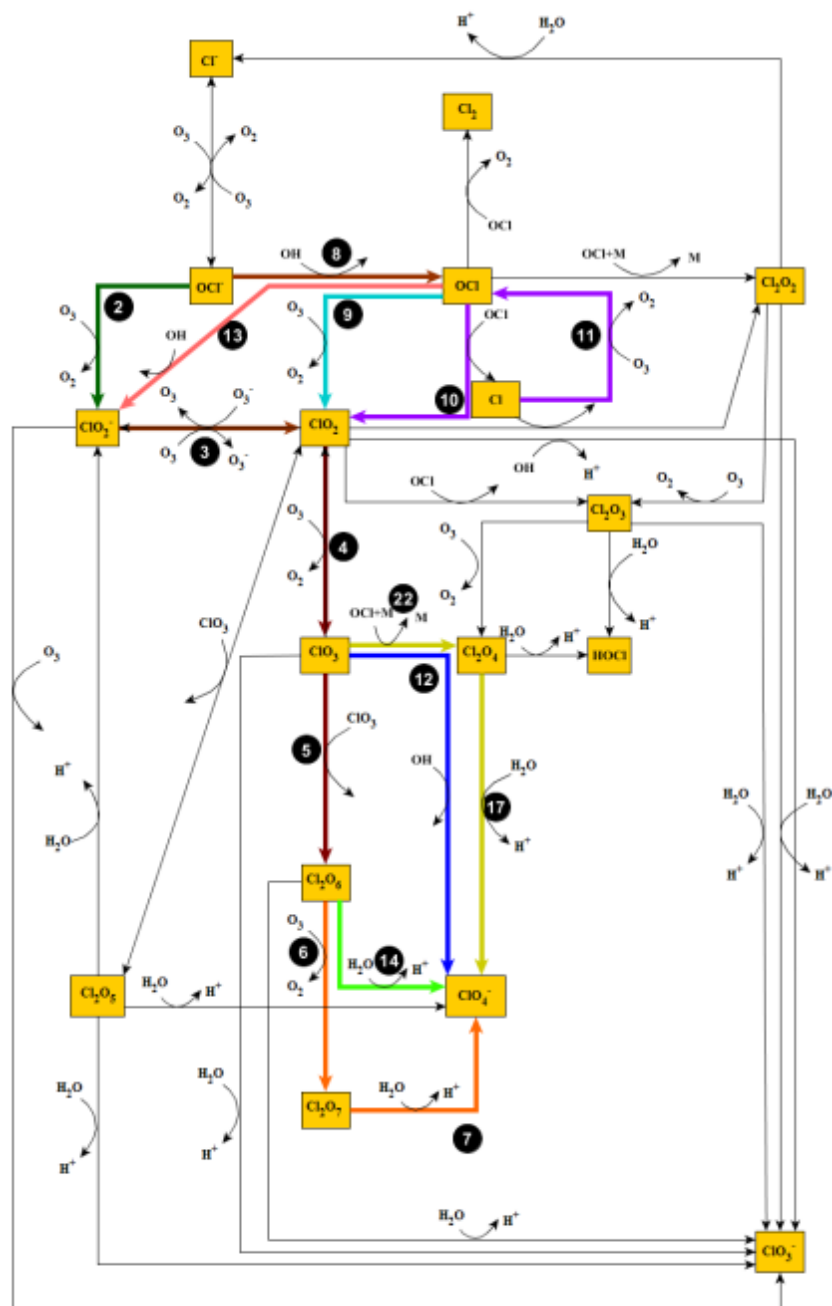 H⁺ H₂O
Cl⁻
Cl₂
O₃ O₂
O₂ O₃
O₂
OCl
OH 8
OCl+M M
OCl⁻ OCl Cl₂O₂
2 13 9 11
O₃ O₂
O₃ OCl O₂
OH
O₂ O₂ O₃
O₃ O₃⁻ 10 Cl
ClO₂⁻ ClO₂
O₃ 3 O₃⁻
OH H⁺
OCl O₂ O₃
Cl₂O₃
O₃ O₃ H₂O
4
O₂ O₂
H⁺
ClO₃ OCl+M 22 M
H₂O H⁺
ClO₃ Cl₂O₄ HOCl
O₃ 12
ClO₃
5 OH H₂O
H⁺ 17 H₂O H₂O
H₂O H⁺
H⁺ H⁺
Cl₂O₆
O₃
6 H₂O 14 H⁺
O₂
Cl₂O₅ H₂O H⁺ ClO₄⁻
H₂O H₂O H₂O H⁺
Cl₂O₇
7
H⁺ H⁺
H₂O H⁺
ClO₃⁻